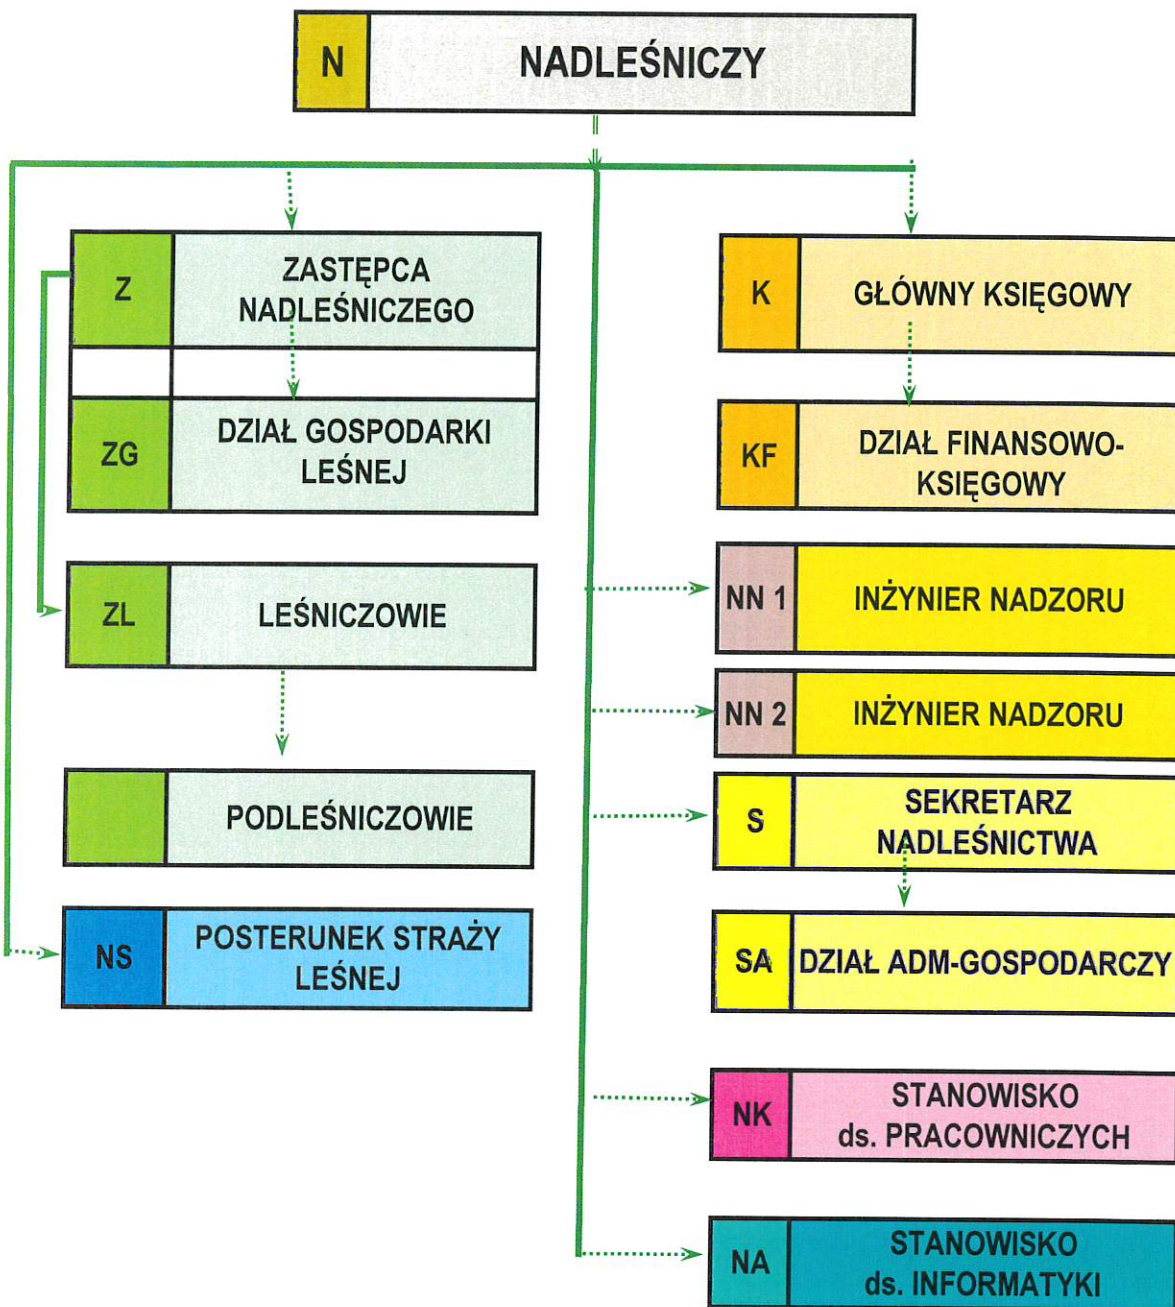 N NADLEŚNICZY
Z ZASTĘPCA
NADLEŚNICZEGO
ZG DZIAŁ GOSPODARKI
LEŚNEJ
ZL LEŚNICZOWIE
PODLEŚNICZOWIE
NS POSTERUNEK STRAŻY
LEŚNEJ
K GŁÓWNY KSIĘGOWY
KF DZIAŁ FINANSOWO-
KSIĘGOWY
NN 1 INŻYNIER NADZORU
NN 2 INŻYNIER NADZORU
S SEKRETARZ
NADLEŚNICTWA
SA DZIAŁ ADM-GOSPODARCZY
NK STANOWISKO
ds. PRACOWNICZYCH
NA STANOWISKO
ds. INFORMATYKI